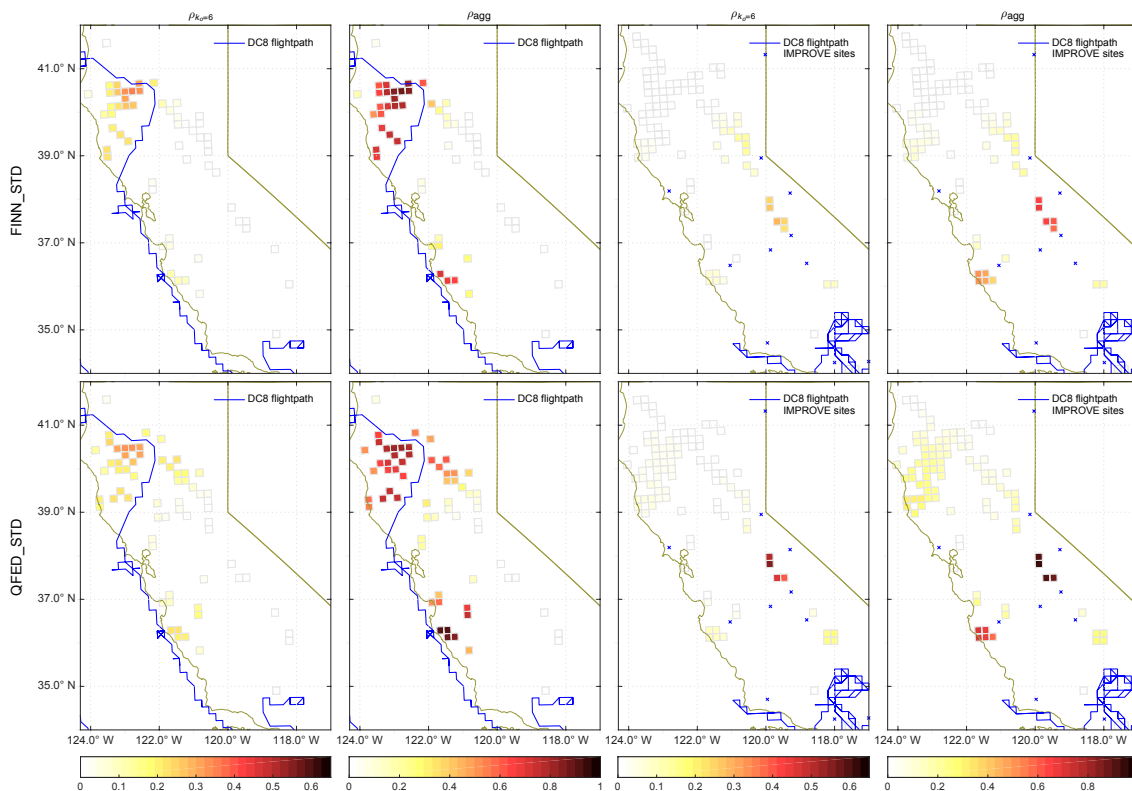 ρkd=6 ρagg ρkd=6 ρagg
DC8 flightpath DC8 flightpath DC8 flightpath DC8 flightpath
IMPROVE sites IMPROVE sites
41.0° N
39.0° N
37.0° N
35.0° N
FINN_STD
DC8 flightpath DC8 flightpath DC8 flightpath DC8 flightpath
IMPROVE sites IMPROVE sites
41.0° N
39.0° N
37.0° N
35.0° N
QFED_STD
124.0° W 122.0° W 120.0° W 118.0° W 124.0° W 122.0° W 120.0° W 118.0° W 124.0° W 122.0° W 120.0° W 118.0° W 124.0° W 122.0° W 120.0° W 118.0° W
0 0.1 0.2 0.3 0.4 0.5 0.6 0 0.2 0.4 0.6 0.8 1 0 0.1 0.2 0.3 0.4 0.5 0.6 0 0.2 0.4 0.6 0.8